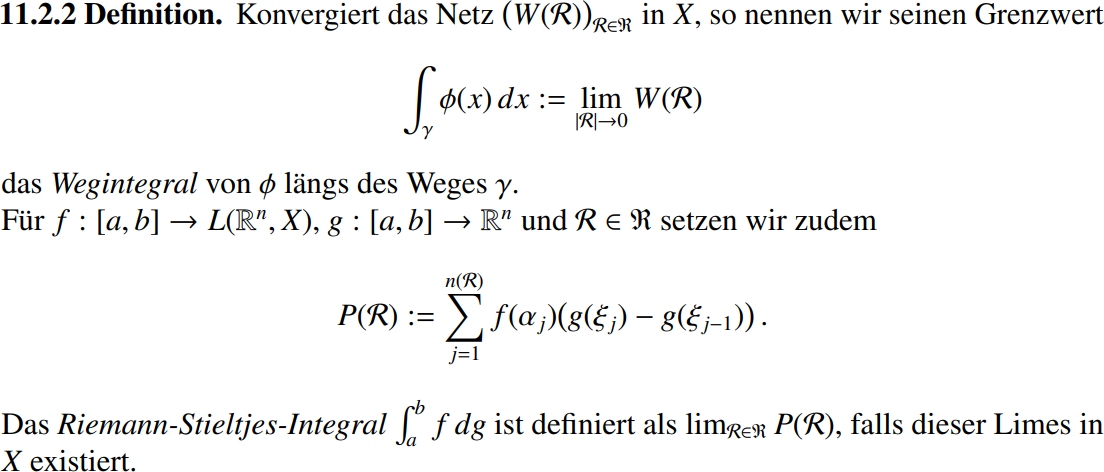 11.2.2 Definition. Konvergiert das Netz (W(ℛ))_{ℛ∈ℜ} in X, so nennen wir seinen Grenzwert
∫_γ ϕ(x) dx := lim_{|ℛ|→0} W(ℛ)
das Wegintegral von ϕ längs des Weges γ.
Für f : [a, b] → L(ℝⁿ, X), g : [a, b] → ℝⁿ und ℛ ∈ ℜ setzen wir zudem
P(ℛ) := ∑_{j=1}^{n(ℛ)} f(α_j)(g(ξ_j) − g(ξ_{j−1})) .
Das Riemann-Stieltjes-Integral ∫_a^b f dg ist definiert als lim_{ℛ∈ℜ} P(ℛ), falls dieser Limes in
X existiert.